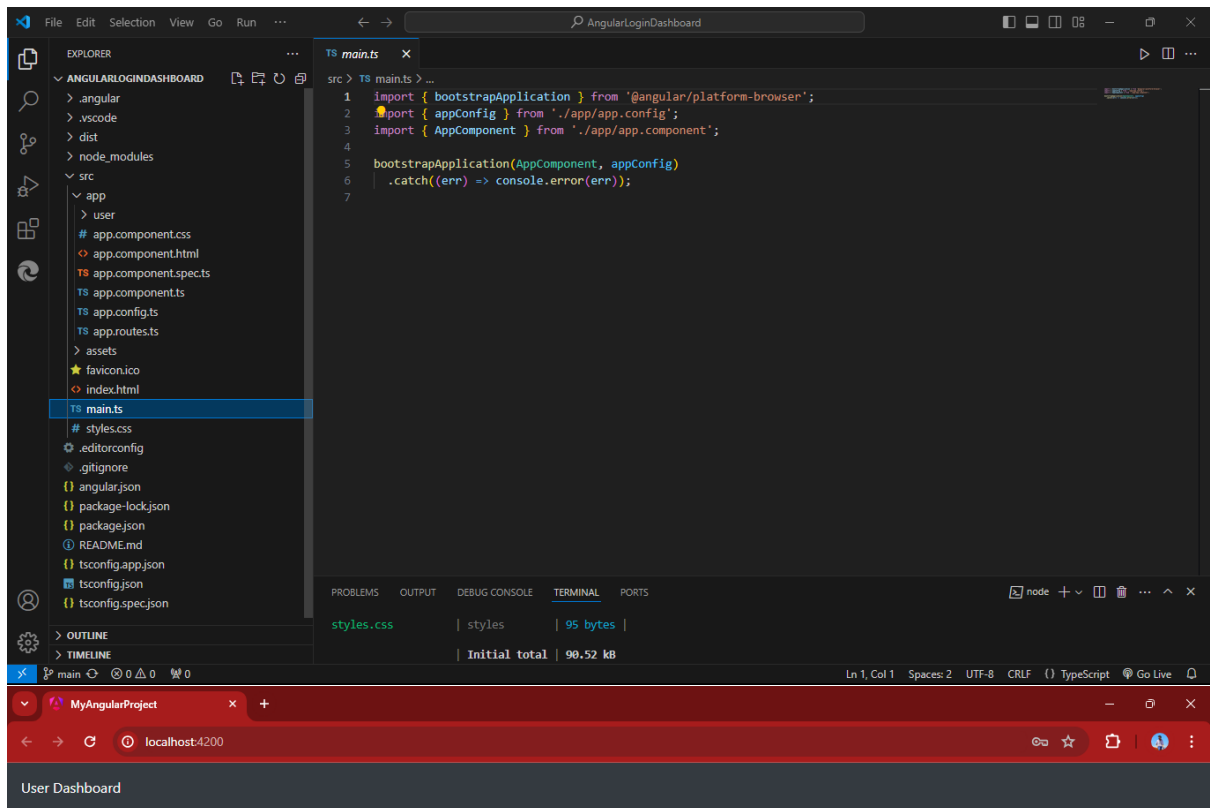 File Edit Selection View Go Run ··· AngularLoginDashboard
EXPLORER ···
ANGULARLOGINDASHBOARD
> .angular
> .vscode
> dist
> node_modules
src
app
> user
# app.component.css
<> app.component.html
TS app.component.spec.ts
TS app.component.ts
TS app.config.ts
TS app.routes.ts
> assets
favicon.ico
<> index.html
TS main.ts
# styles.css
.editorconfig
.gitignore
{} angular.json
{} package-lock.json
{} package.json
README.md
{} tsconfig.app.json
TS tsconfig.json
{} tsconfig.spec.json
> OUTLINE
> TIMELINE
TS main.ts ×
src > TS main.ts > ...
1 import { bootstrapApplication } from '@angular/platform-browser';
2 import { appConfig } from './app/app.config';
3 import { AppComponent } from './app/app.component';
4
5 bootstrapApplication(AppComponent, appConfig)
6 .catch((err) => console.error(err));
7
PROBLEMS OUTPUT DEBUG CONSOLE TERMINAL PORTS node
styles.css | styles | 95 bytes |
| Initial total | 90.52 kB
main 0 0 0 Ln 1, Col 1 Spaces: 2 UTF-8 CRLF {} TypeScript Go Live
MyAngularProject
localhost:4200
User Dashboard